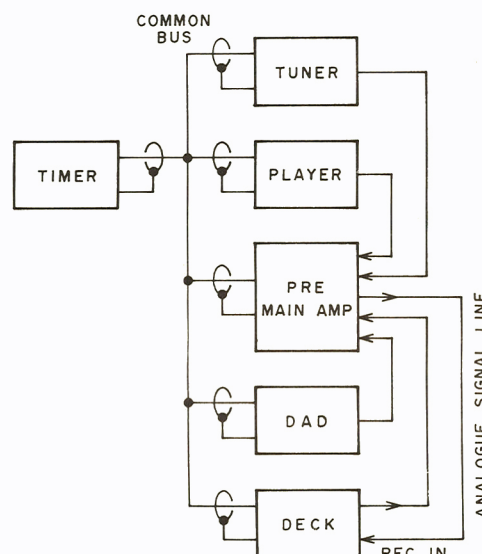 COMMON
BUS
TUNER
TIMER
PLAYER
PRE
MAIN AMP
DAD
DECK
REC IN
ANALOGUE SIGNAL LINE